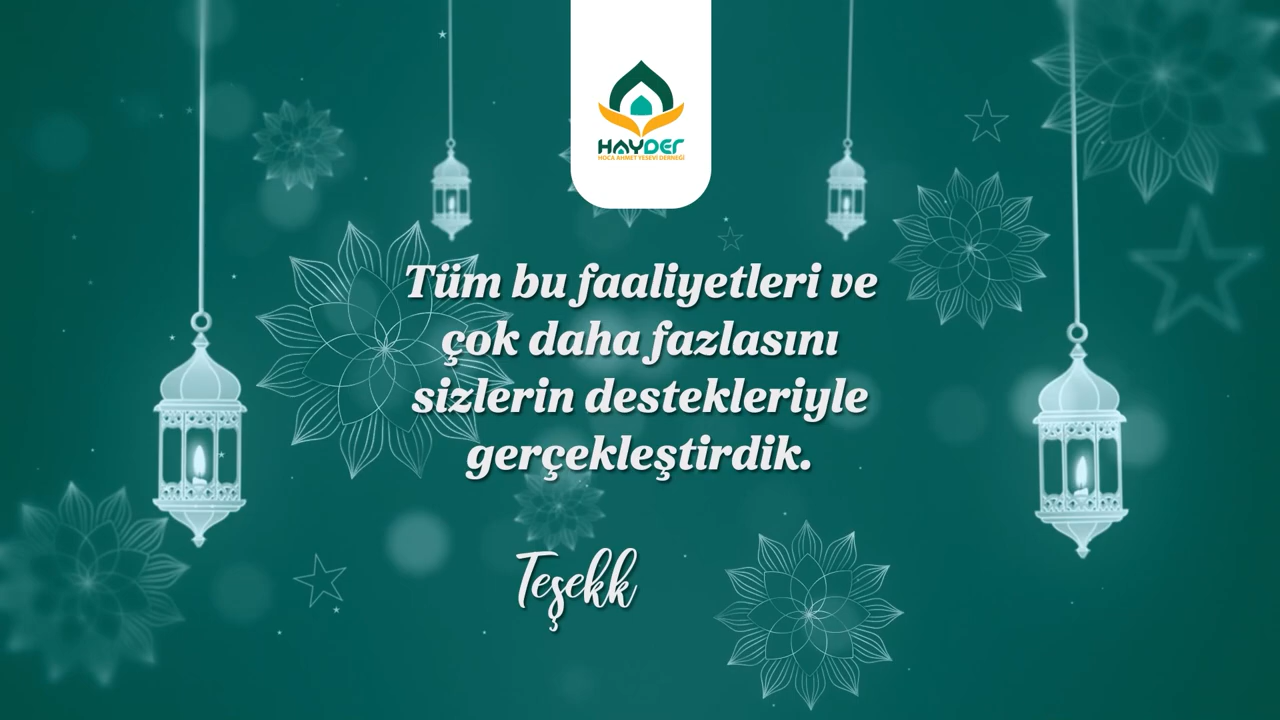 HAYDER
HOCA AHMET YESEVİ DERNEĞİ
Tüm bu faaliyetleri ve
çok daha fazlasını
sizlerin destekleriyle
gerçekleştirdik.
Teşekk